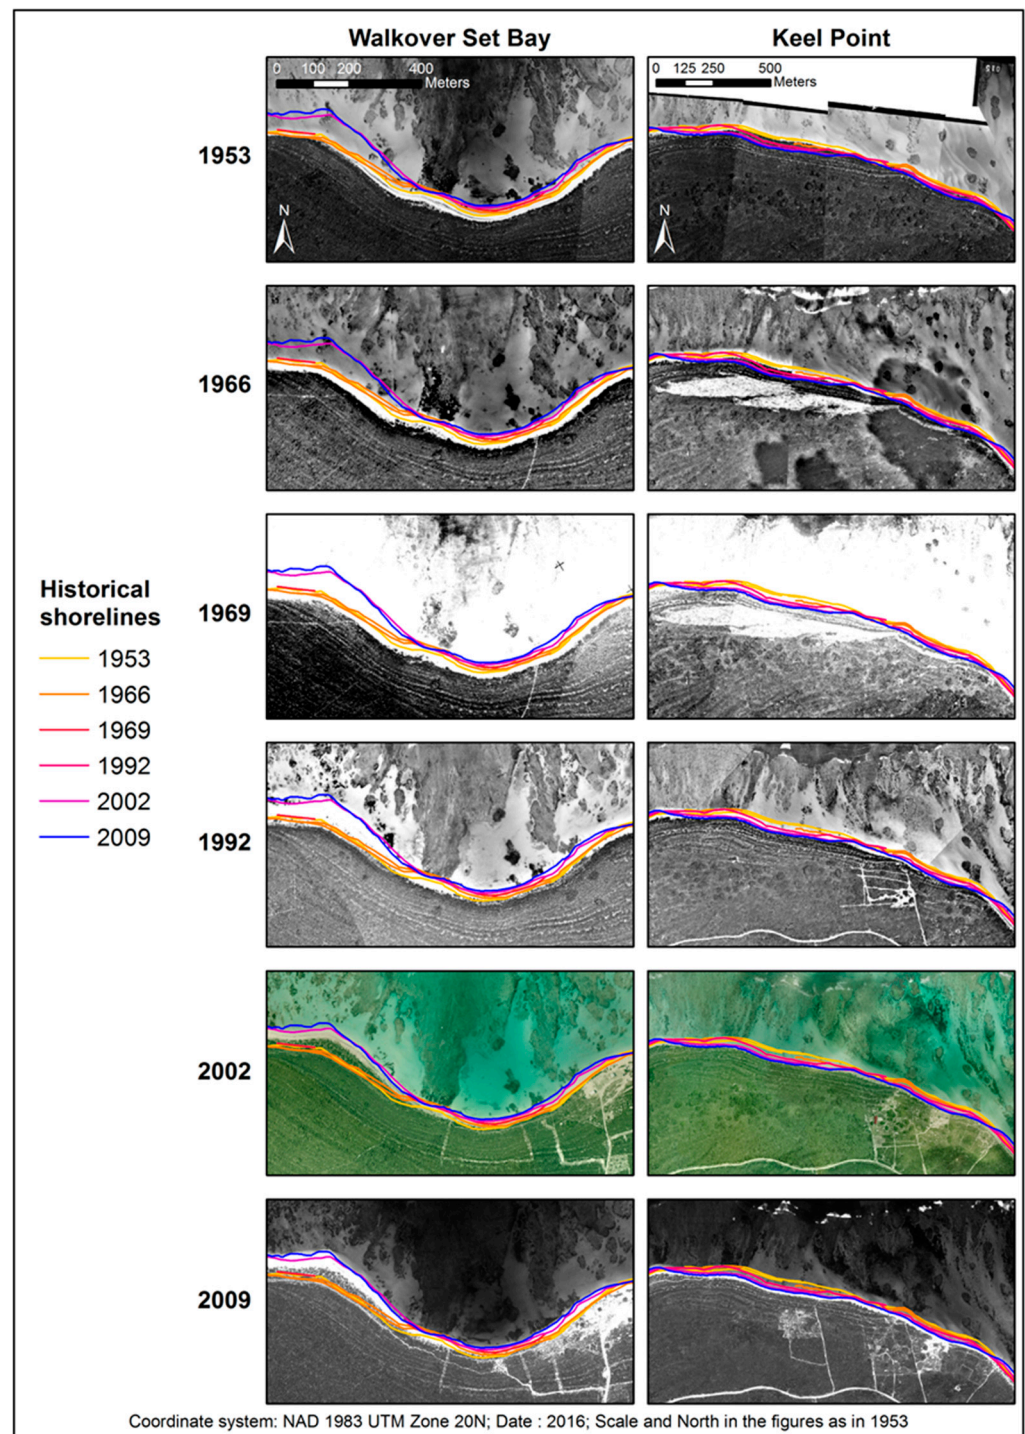 Walkover Set Bay
Keel Point
0 100 200 400
Meters
0 125 250 500
Meters
1953
N
N
1966
1969
Historical
shorelines
1953
1966
1969
1992
2002
2009
1992
2002
2009
Coordinate system: NAD 1983 UTM Zone 20N; Date : 2016; Scale and North in the figures as in 1953